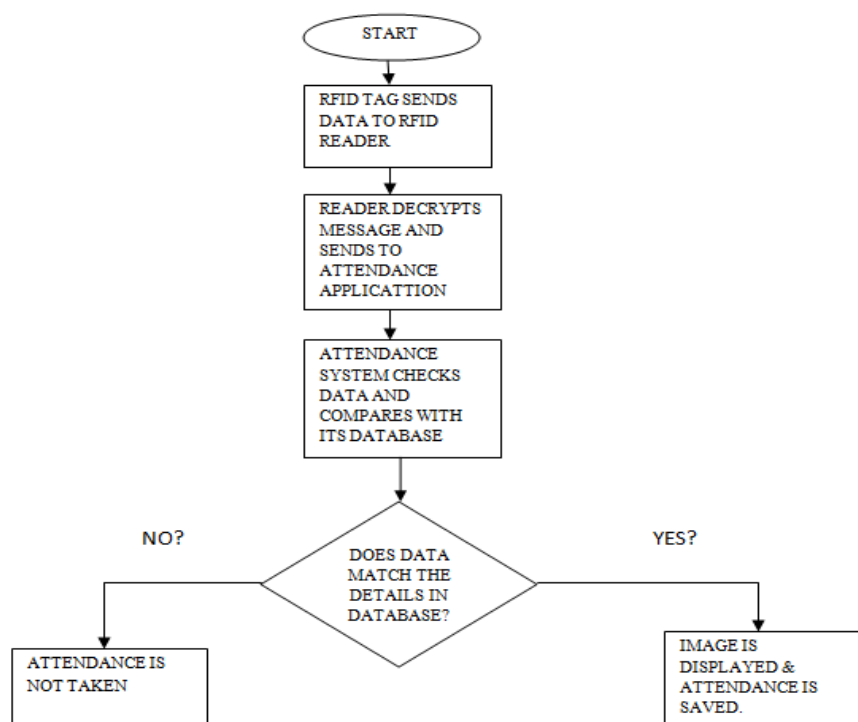 START
RFID TAG SENDS
DATA TO RFID
READER
READER DECRYPTS
MESSAGE AND
SENDS TO
ATTENDANCE
APPLICATTION
ATTENDANCE
SYSTEM CHECKS
DATA AND
COMPARES WITH
ITS DATABASE
NO?
YES?
DOES DATA
MATCH THE
DETAILS IN
DATABASE?
ATTENDANCE IS
NOT TAKEN
IMAGE IS
DISPLAYED &
ATTENDANCE IS
SAVED.